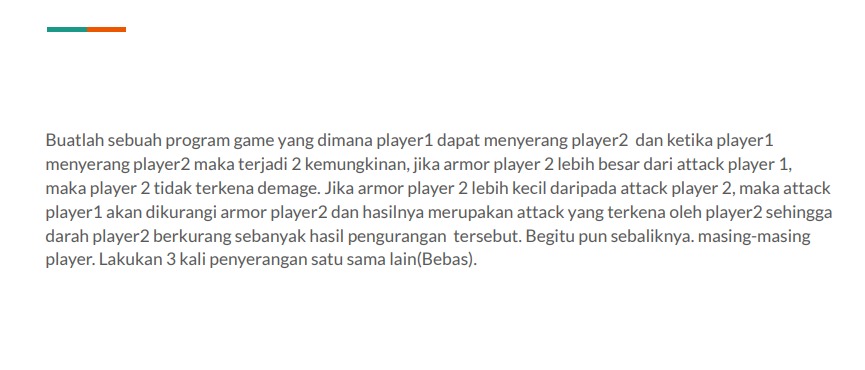 Buatlah sebuah program game yang dimana player1 dapat menyerang player2 dan ketika player1
menyerang player2 maka terjadi 2 kemungkinan, jika armor player 2 lebih besar dari attack player 1,
maka player 2 tidak terkena demage. Jika armor player 2 lebih kecil daripada attack player 2, maka attack
player1 akan dikurangi armor player2 dan hasilnya merupakan attack yang terkena oleh player2 sehingga
darah player2 berkurang sebanyak hasil pengurangan tersebut. Begitu pun sebaliknya. masing-masing
player. Lakukan 3 kali penyerangan satu sama lain(Bebas).